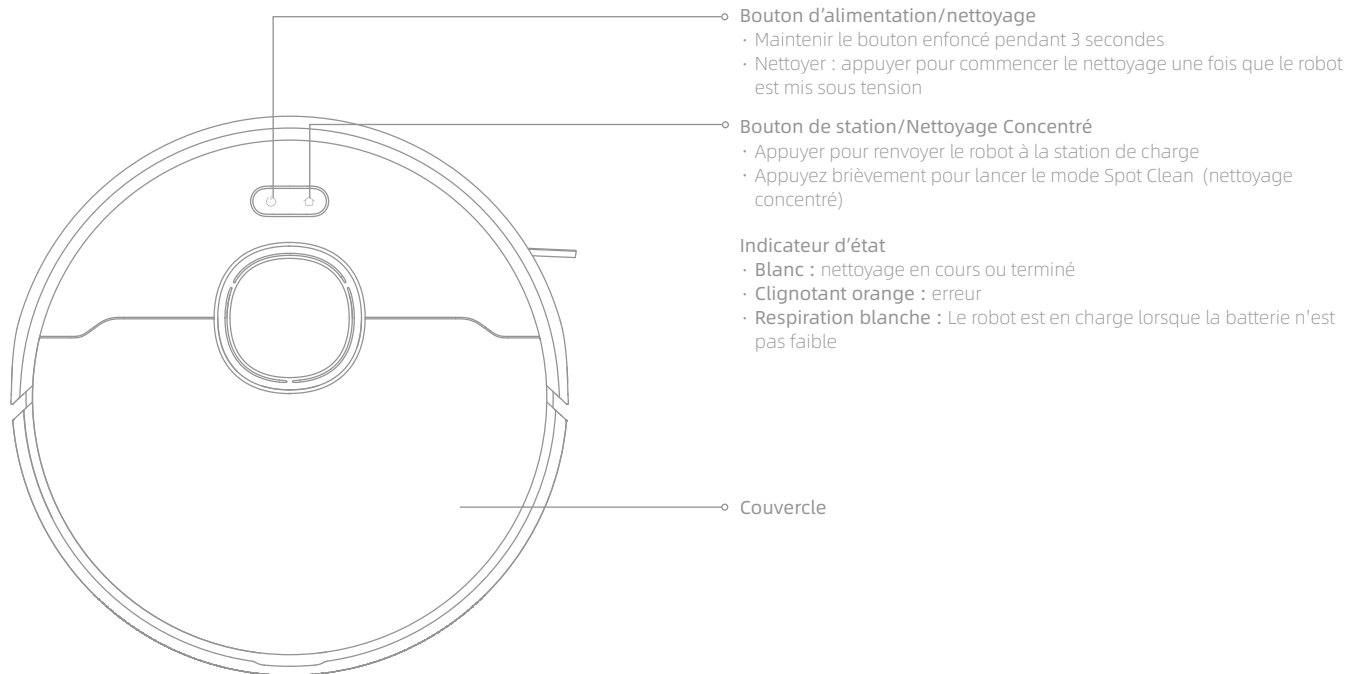 Bouton d’alimentation/nettoyage
· Maintenir le bouton enfoncé pendant 3 secondes
· Nettoyer : appuyer pour commencer le nettoyage une fois que le robot
est mis sous tension
Bouton de station/Nettoyage Concentré
· Appuyer pour renvoyer le robot à la station de charge
· Appuyez brièvement pour lancer le mode Spot Clean  (nettoyage
concentré)
Indicateur d’état
· Blanc : nettoyage en cours ou terminé
· Clignotant orange : erreur
· Respiration blanche : Le robot est en charge lorsque la batterie n'est
pas faible
Couvercle